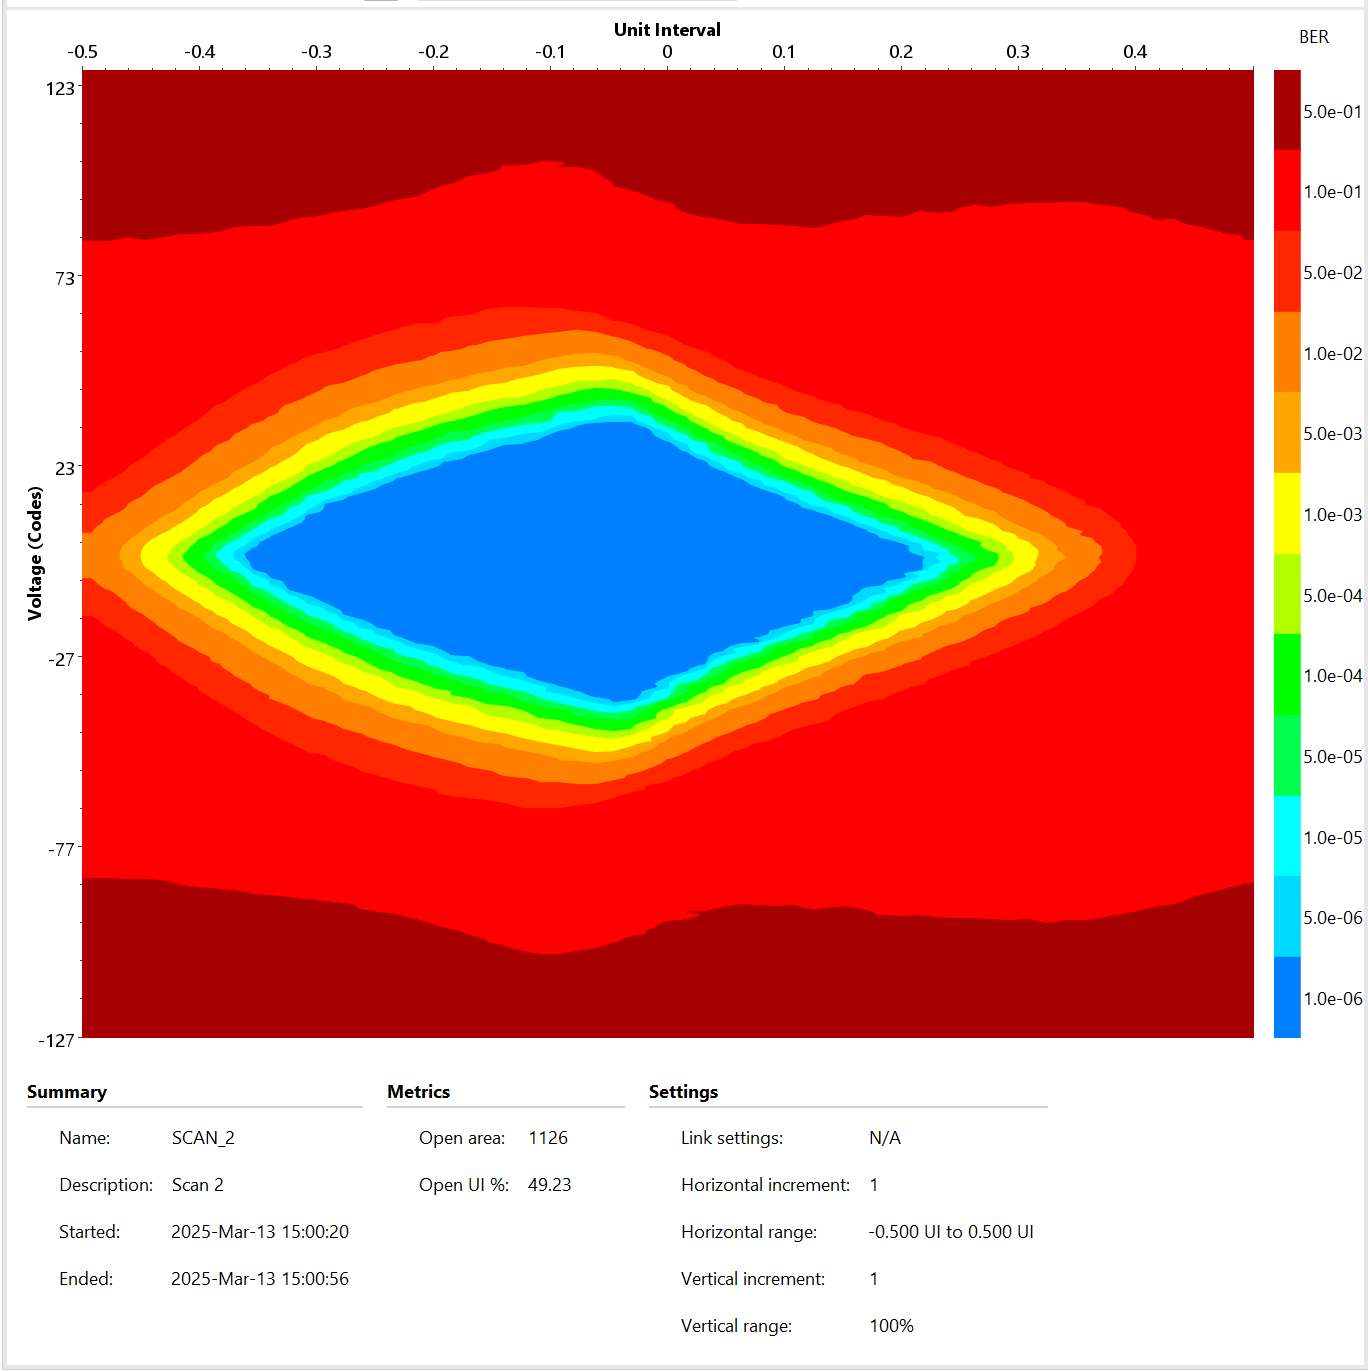 Unit Interval
BER
-0.5 -0.4 -0.3 -0.2 -0.1 0 0.1 0.2 0.3 0.4
123
73
23
-27
-77
-127
Voltage (Codes)
5.0e-01
1.0e-01
5.0e-02
1.0e-02
5.0e-03
1.0e-03
5.0e-04
1.0e-04
5.0e-05
1.0e-05
5.0e-06
1.0e-06
Summary
Name: SCAN_2
Description: Scan 2
Started: 2025-Mar-13 15:00:20
Ended: 2025-Mar-13 15:00:56
Metrics
Open area: 1126
Open UI %: 49.23
Settings
Link settings: N/A
Horizontal increment: 1
Horizontal range: -0.500 UI to 0.500 UI
Vertical increment: 1
Vertical range: 100%